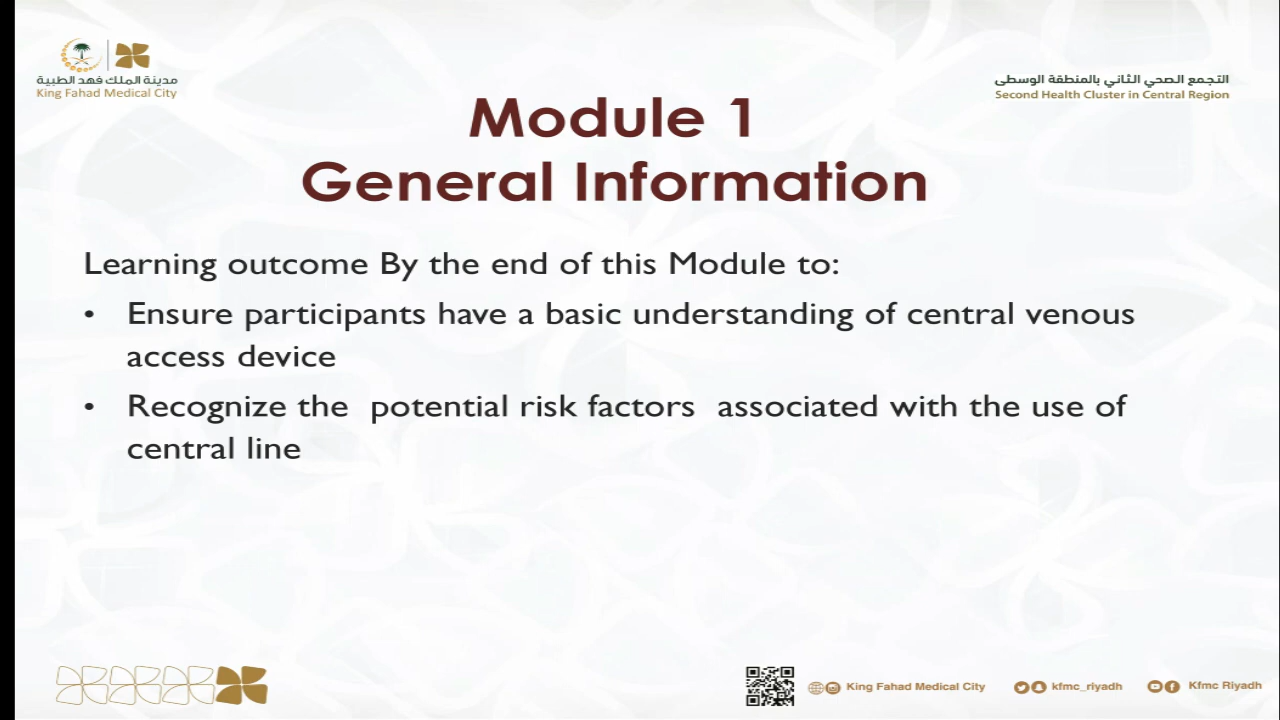 مدينة الملك فهد الطبية
King Fahad Medical City
التجمع الصحي الثاني بالمنطقة الوسطى
Second Health Cluster in Central Region
Module 1
General Information
Learning outcome By the end of this Module to:
• Ensure participants have a basic understanding of central venous
access device
• Recognize the potential risk factors associated with the use of
central line
King Fahad Medical City
kfmc_riyadh
Kfmc Riyadh